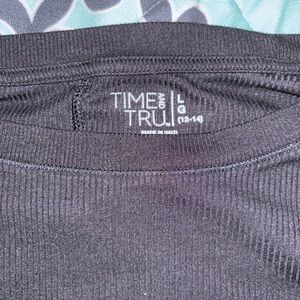 TIME AND L
TRU. G
(12-14)
MADE IN HAITI